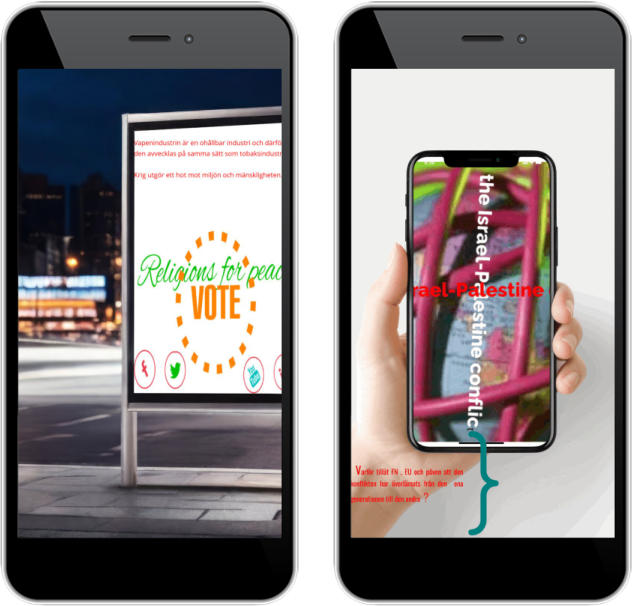 Vapenindustrin är en ohållbar industri och därfö
den avvecklas på samma sätt som tobaksindustr
Krig utgör ett hot mot miljön och mänskligheten.
Religions for peac
VOTE
the Israel-Palestine conflic
rael-Palestine
Varför tillåt FN , EU och påven att den
konflikten har överlämats från den ena
generationen till den andra ?